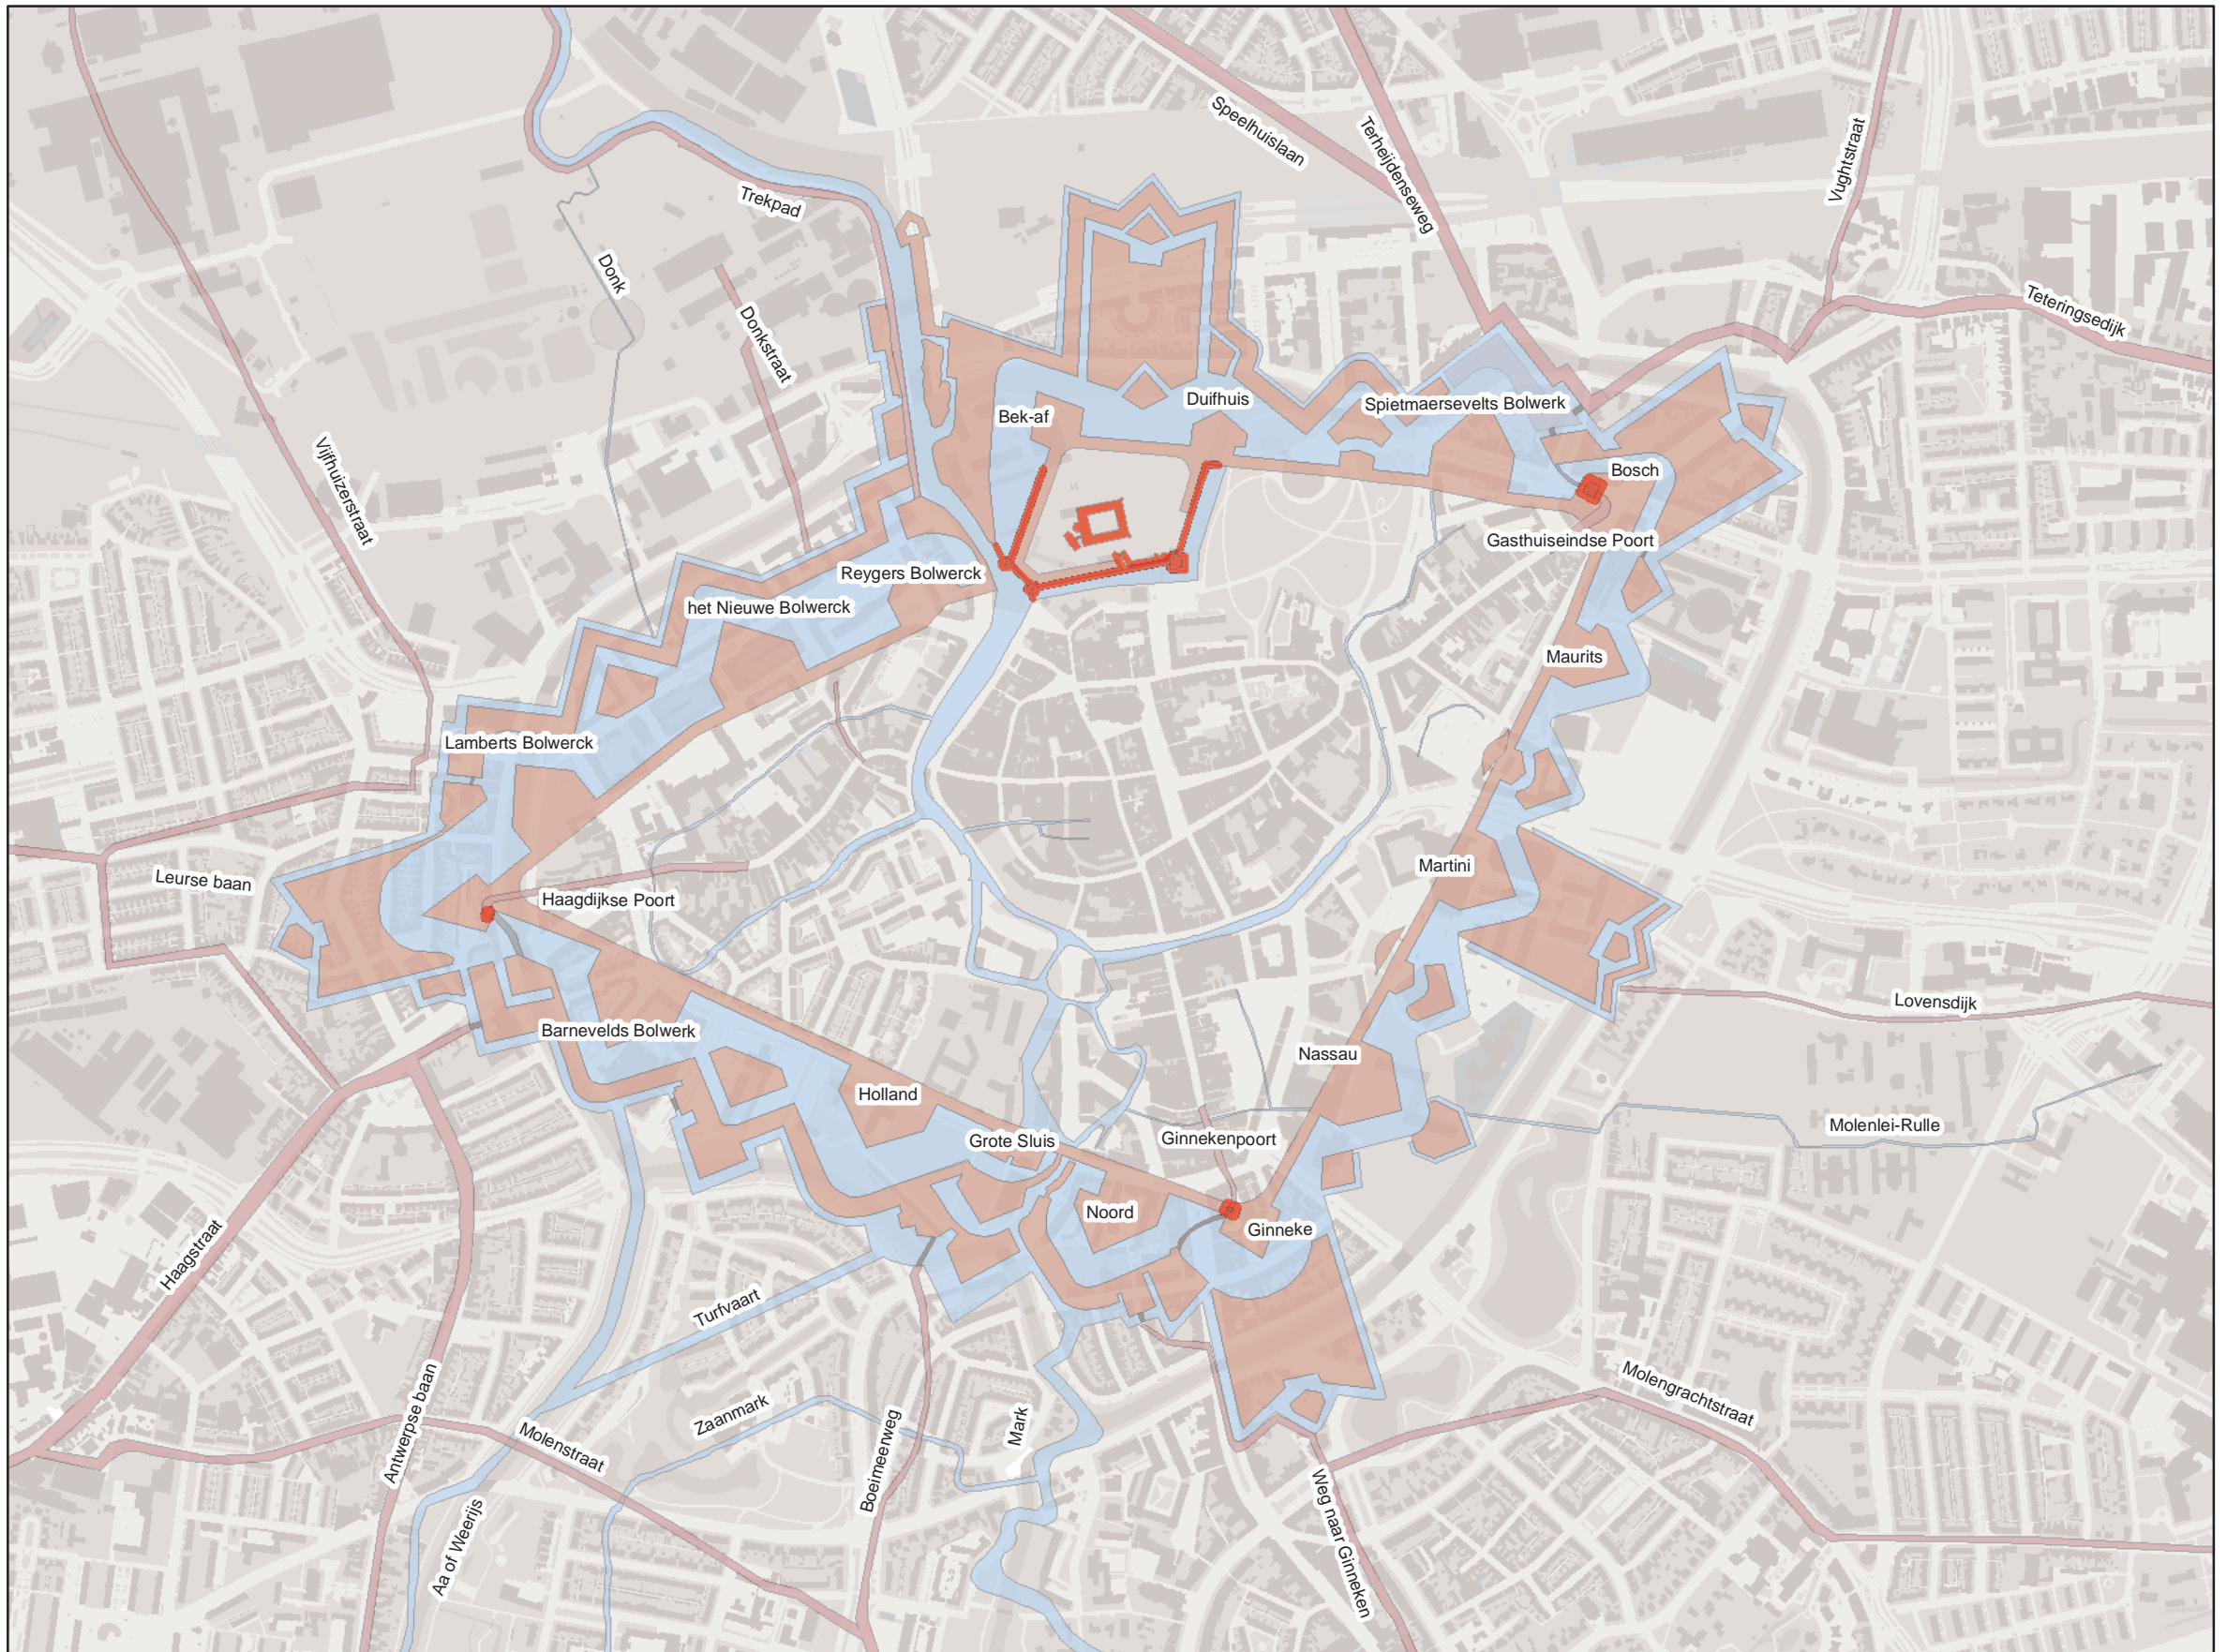 Speelhuislaan
Terheijdenseweg
Vughtstraat
Trekpad
Donk
Teteringsedijk
Donkstraat
Duifhuis
Spietmaersevelts Bolwerk
Bek-af
Vijfhuizerstraat
Bosch
Gasthuiseindse Poort
Reygers Bolwerck
het Nieuwe Bolwerck
Maurits
Lamberts Bolwerck
Martini
Leurse baan
Haagdijkse Poort
Lovensdijk
Barnevelds Bolwerk
Nassau
Holland
Molenlei-Rulle
Grote Sluis
Ginnekenpoort
Noord
Ginneke
Haagstraat
Turfvaart
Molengrachtstraat
Antwerpse baan
Zaanmark
Mark
Molenstraat
Boeimeerweg
Aa of Weerijs
Weg naar Ginneken